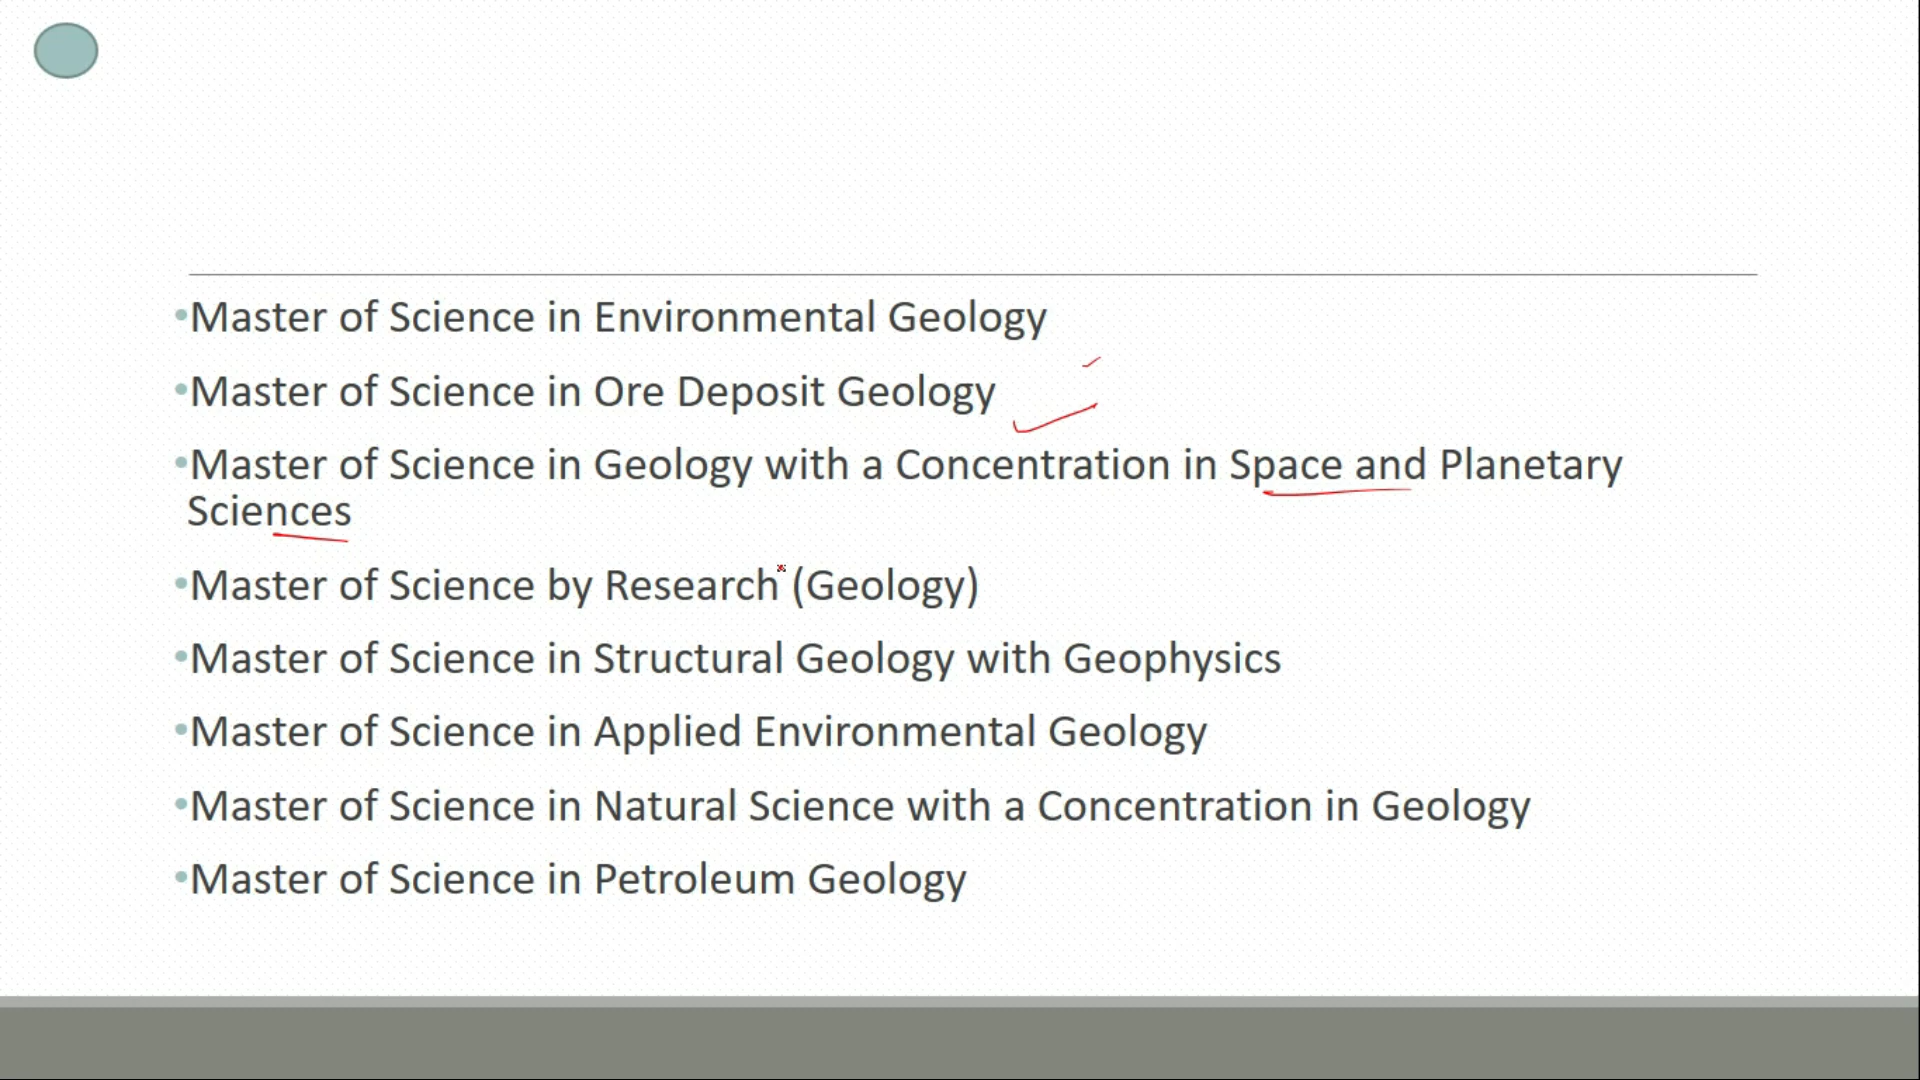 •Master of Science in Environmental Geology
•Master of Science in Ore Deposit Geology
•Master of Science in Geology with a Concentration in Space and Planetary
Sciences
•Master of Science by Research (Geology)
•Master of Science in Structural Geology with Geophysics
•Master of Science in Applied Environmental Geology
•Master of Science in Natural Science with a Concentration in Geology
•Master of Science in Petroleum Geology